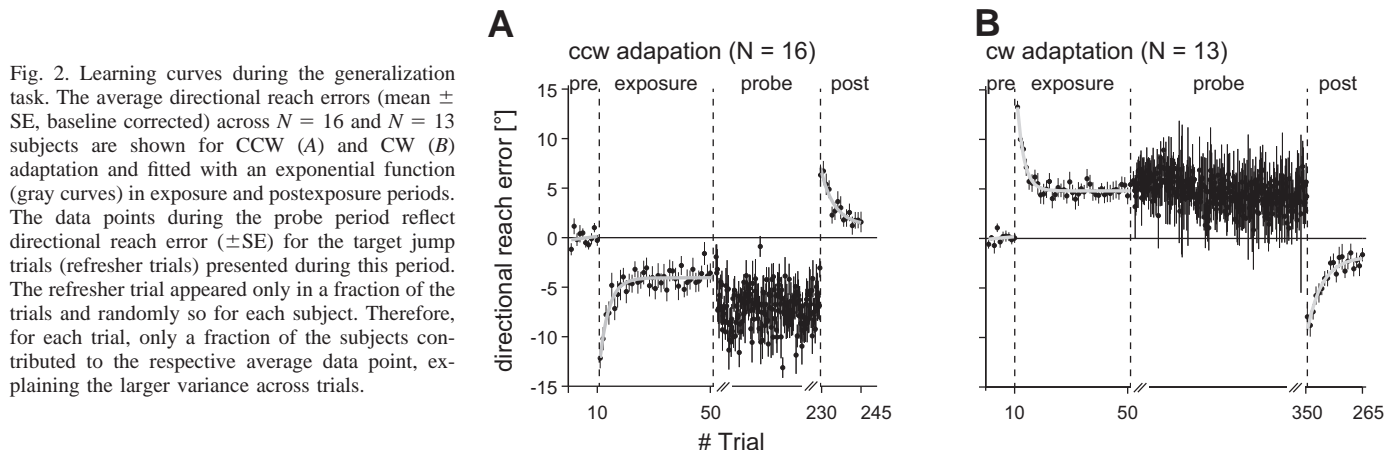 Fig. 2. Learning curves during the generalization
task. The average directional reach errors (mean ±
SE, baseline corrected) across N = 16 and N = 13
subjects are shown for CCW (A) and CW (B)
adaptation and fitted with an exponential function
(gray curves) in exposure and postexposure periods.
The data points during the probe period reflect
directional reach error (±SE) for the target jump
trials (refresher trials) presented during this period.
The refresher trial appeared only in a fraction of the
trials and randomly so for each subject. Therefore,
for each trial, only a fraction of the subjects con-
tributed to the respective average data point, ex-
plaining the larger variance across trials.
A
ccw adapation (N = 16)
pre exposure probe post
directional reach error [°]
15
10
5
0
-5
-10
-15
10 50 230 245
# Trial
B
cw adaptation (N = 13)
pre exposure probe post
10 50 350 265